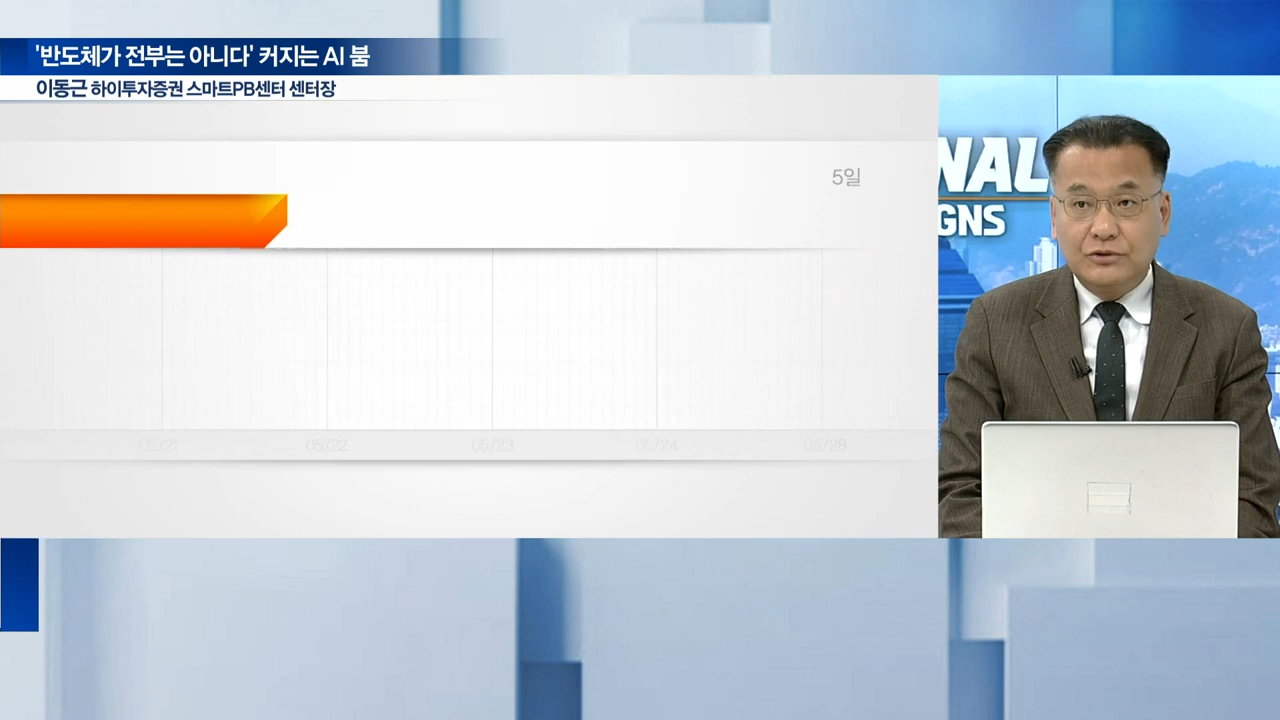 '반도체가 전부는 아니다' 커지는 AI 붐
이동근 하이투자증권 스마트PB센터 센터장
5일
NAL
GNS
05/21 05/22 05/23 05/24 05/28